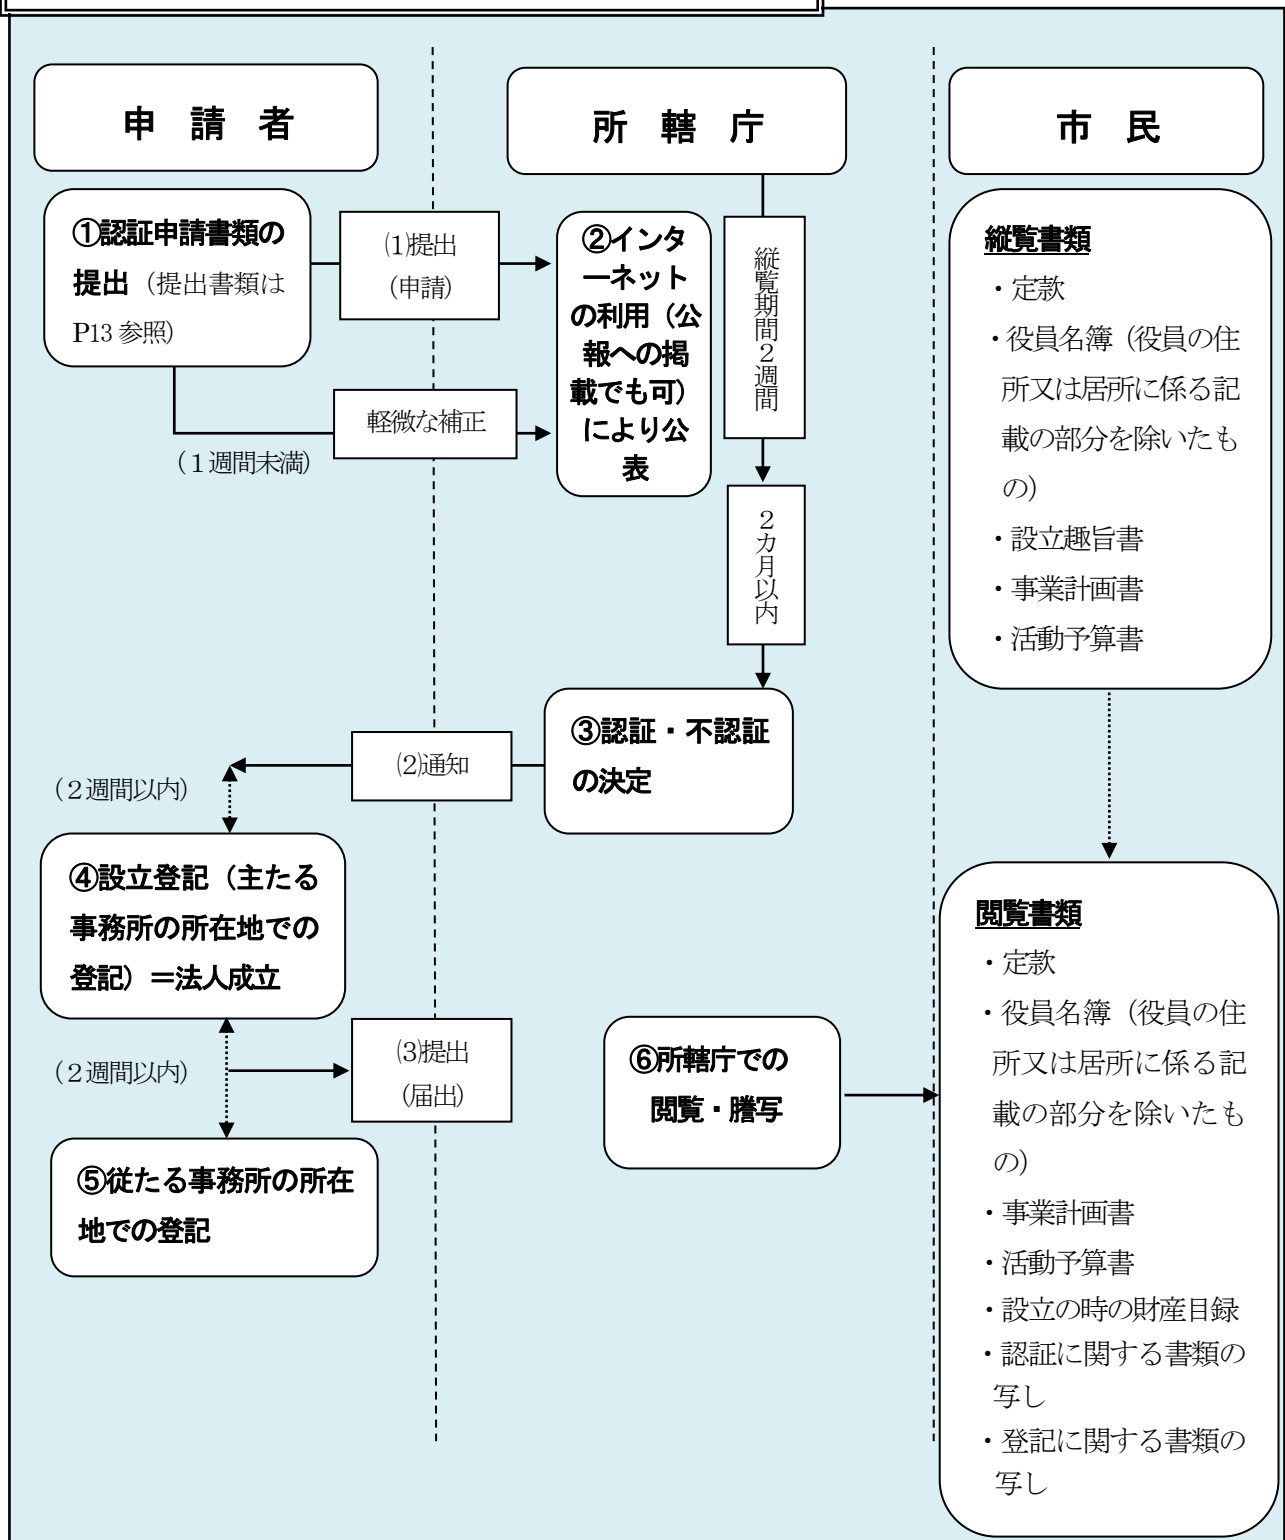 申請者
所轄庁
市民
①認証申請書類の
提出（提出書類は
P13 参照）
(1)提出
（申請）
軽微な補正
（１週間未満）
②インタ
ーネット
の利用（公
報への掲
載でも可）
により公
表
縦覧期間２週間
２カ月以内
③認証・不認証
の決定
(2)通知
（２週間以内）
④設立登記（主たる
事務所の所在地での
登記）＝法人成立
（２週間以内）
(3)提出
（届出）
⑤従たる事務所の所在
地での登記
⑥所轄庁での
閲覧・謄写
縦覧書類
・定款
・役員名簿（役員の住
所又は居所に係る記
載の部分を除いたも
の）
・設立趣旨書
・事業計画書
・活動予算書
閲覧書類
・定款
・役員名簿（役員の住
所又は居所に係る記
載の部分を除いたも
の）
・事業計画書
・活動予算書
・設立の時の財産目録
・認証に関する書類の
写し
・登記に関する書類の
写し